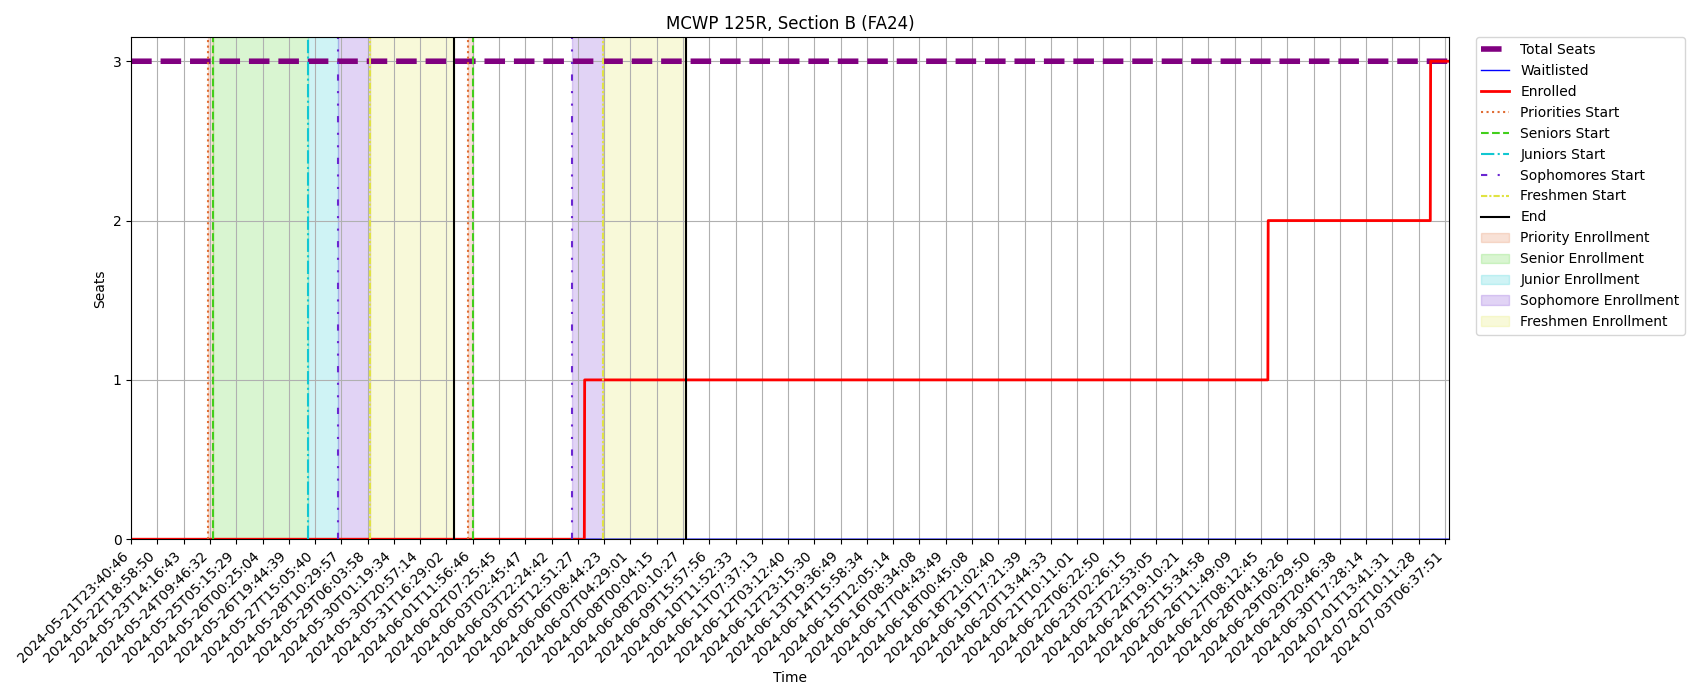 MCWP 125R, Section B (FA24)
Total Seats
Waitlisted
Enrolled
Priorities Start
Seniors Start
Juniors Start
Sophomores Start
Freshmen Start
End
Priority Enrollment
Senior Enrollment
Junior Enrollment
Sophomore Enrollment
Freshmen Enrollment
Seats
3
2
1
0
2024-05-21T23:40:46
2024-05-22T18:58:50
2024-05-23T14:16:43
2024-05-24T09:46:32
2024-05-25T05:15:29
2024-05-26T00:25:04
2024-05-26T19:44:39
2024-05-27T15:05:40
2024-05-28T10:29:57
2024-05-29T06:03:58
2024-05-30T01:19:34
2024-05-30T20:57:14
2024-05-31T16:29:02
2024-06-01T11:56:46
2024-06-02T07:25:45
2024-06-03T02:45:47
2024-06-03T22:24:42
2024-06-05T12:51:27
2024-06-06T08:44:23
2024-06-07T04:29:01
2024-06-08T00:04:15
2024-06-08T20:10:27
2024-06-09T15:57:56
2024-06-10T11:52:33
2024-06-11T07:37:13
2024-06-12T03:12:40
2024-06-12T23:15:30
2024-06-13T19:36:49
2024-06-14T15:58:34
2024-06-15T12:05:14
2024-06-16T08:34:08
2024-06-17T04:43:49
2024-06-18T00:45:08
2024-06-18T21:02:40
2024-06-19T17:21:39
2024-06-20T13:44:33
2024-06-21T10:11:01
2024-06-22T06:22:50
2024-06-23T02:26:15
2024-06-23T22:53:05
2024-06-24T19:10:21
2024-06-25T15:34:58
2024-06-26T11:49:09
2024-06-27T08:12:45
2024-06-28T04:18:26
2024-06-29T00:29:50
2024-06-29T20:46:38
2024-06-30T17:28:14
2024-07-01T13:41:31
2024-07-02T10:11:28
2024-07-03T06:37:51
Time